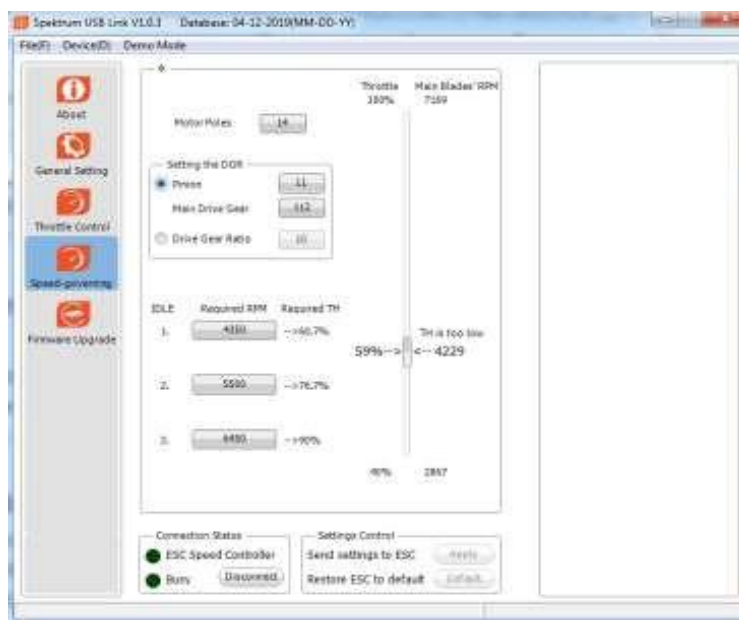 Spektrum USB Link V1.0.1 Database: 04-12-2019(MM-DD-YY)
File(F) Device(D) Demo Mode
About
General Setting
Throttle Control
Speed-governing
Firmware Upgrade
Throttle Main Blades' RPM
100% 7169
Motor Poles 14
Setting the DGR
Pinion 11
Main Drive Gear 112
Drive Gear Ratio 10
IDLE Required RPM Required TH
1. -->60.7%
TH is too low
59%--> <-- 4229
2. 5500 -->76.7%
3. -->90%
40% 2867
Connection Status
ESC Speed Controller
Busy Disconnect
Settings Control
Send settings to ESC Apply
Restore ESC to default Default